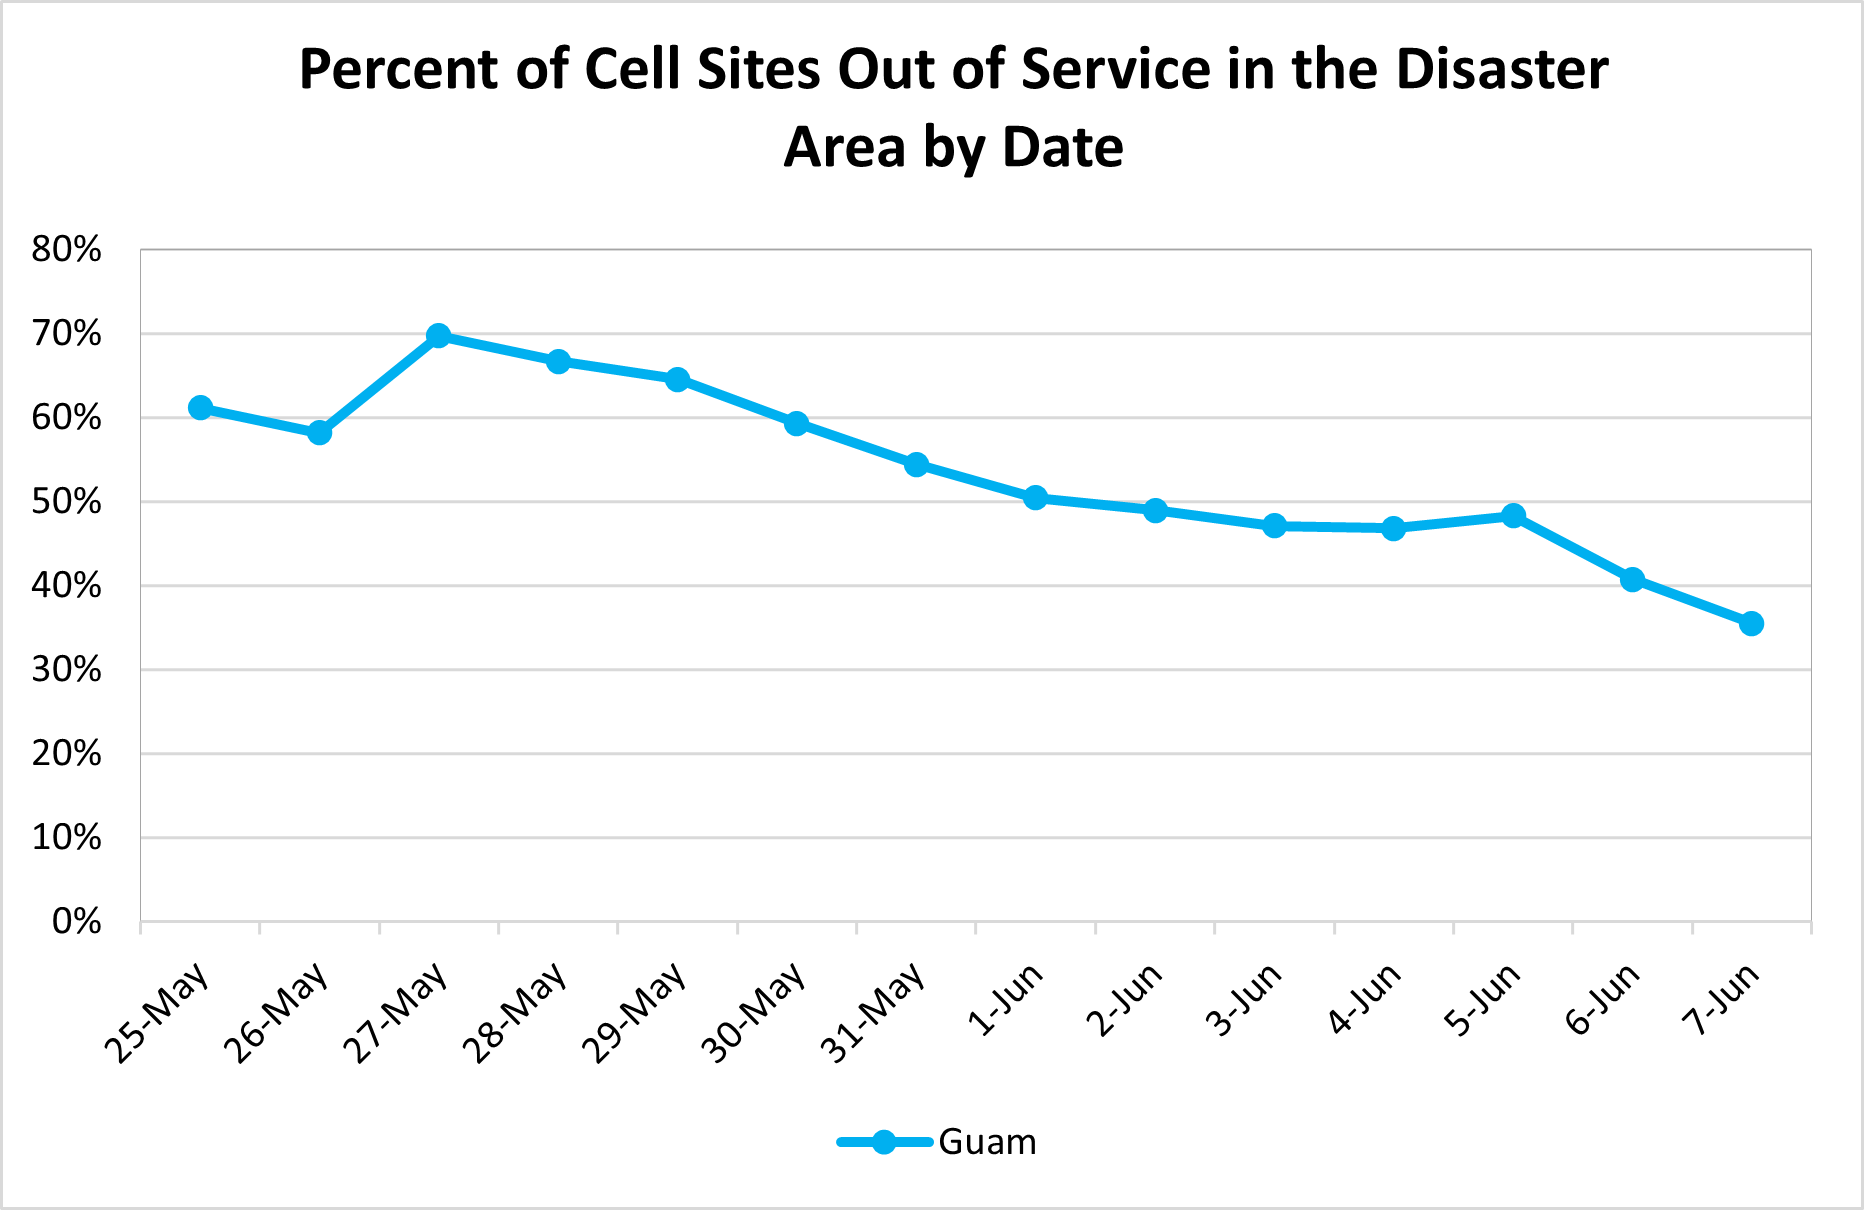 Percent of Cell Sites Out of Service in the Disaster
Area by Date
80%
70%
60%
50%
40%
30%
20%
10%
0%
25-May
26-May
27-May
28-May
29-May
30-May
31-May
1-Jun
2-Jun
3-Jun
4-Jun
5-Jun
6-Jun
7-Jun
Guam